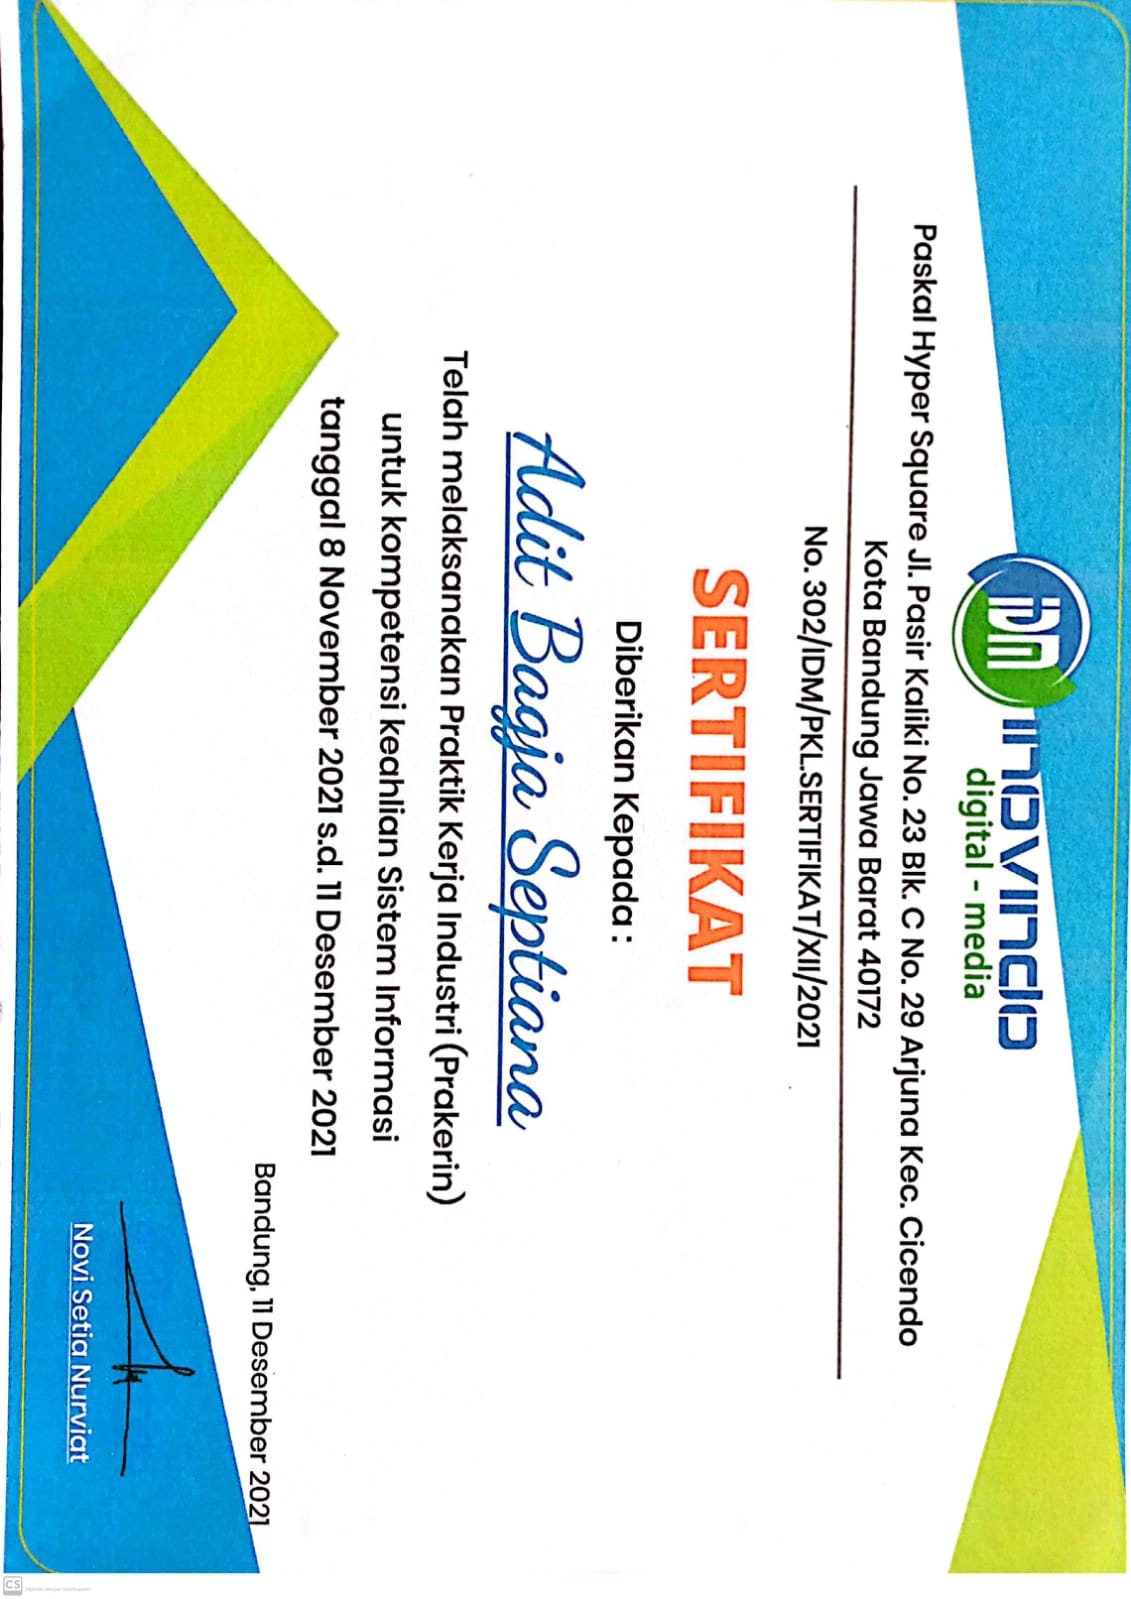 iDM inovindo
digital - media
Paskal Hyper Square Jl. Pasir Kaliki No. 23 Blk. C No. 29 Arjuna Kec. Cicendo
Kota Bandung Jawa Barat 40172
No. 302/IDM/PKL.SERTIFIKAT/XII/2021
SERTIFIKAT
Diberikan Kepada :
Adit Bagja Septiana
Telah melaksanakan Praktik Kerja Industri (Prakerin)
untuk kompetensi keahlian Sistem Informasi
tanggal 8 November 2021 s.d. 11 Desember 2021
Bandung, 11 Desember 2021
Novi Setia Nurviat
CS